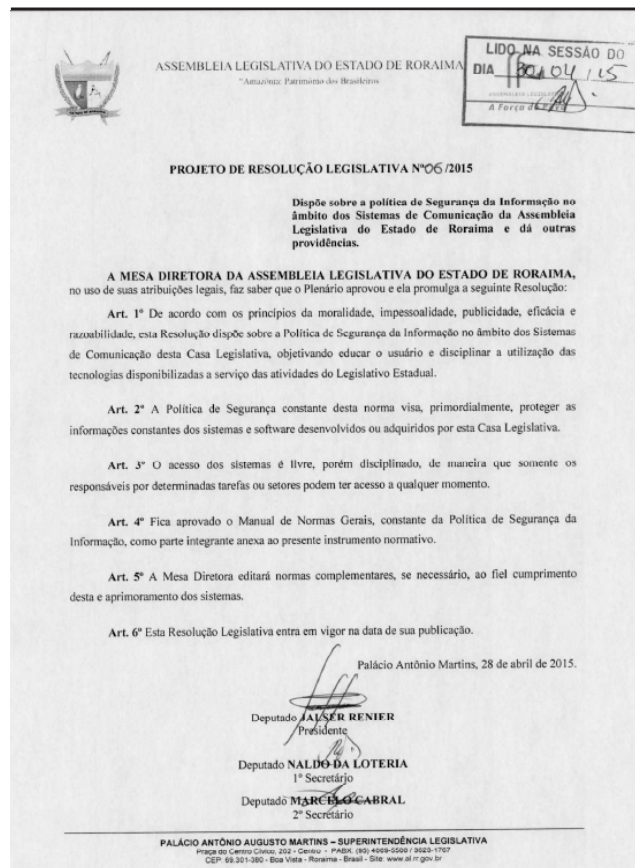 ASSEMBLEIA LEGISLATIVA DO ESTADO DE RORAIMA
"Amazônia: Patrimônio dos Brasileiros
LIDO NA SESSÃO DO
DIA 30/04/15
ASSEMBLEIA LEGISLATIVA
A Força do
PROJETO DE RESOLUÇÃO LEGISLATIVA Nº 06/2015
Dispõe sobre a política de Segurança da Informação no
âmbito dos Sistemas de Comunicação da Assembleia
Legislativa do Estado de Roraima e dá outras
providências.
A MESA DIRETORA DA ASSEMBLEIA LEGISLATIVA DO ESTADO DE RORAIMA,
no uso de suas atribuições legais, faz saber que o Plenário aprovou e ela promulga a seguinte Resolução:
Art. 1º De acordo com os princípios da moralidade, impessoalidade, publicidade, eficácia e
razoabilidade, esta Resolução dispõe sobre a Política de Segurança da Informação no âmbito dos Sistemas
de Comunicação desta Casa Legislativa, objetivando educar o usuário e disciplinar a utilização das
tecnologias disponibilizadas a serviço das atividades do Legislativo Estadual.
Art. 2º A Política de Segurança constante desta norma visa, primordialmente, proteger as
informações constantes dos sistemas e software desenvolvidos ou adquiridos por esta Casa Legislativa.
Art. 3º O acesso dos sistemas é livre, porém disciplinado, de maneira que somente os
responsáveis por determinadas tarefas ou setores podem ter acesso a qualquer momento.
Art. 4º Fica aprovado o Manual de Normas Gerais, constante da Política de Segurança da
Informação, como parte integrante anexa ao presente instrumento normativo.
Art. 5º A Mesa Diretora editará normas complementares, se necessário, ao fiel cumprimento
desta e aprimoramento dos sistemas.
Art. 6º Esta Resolução Legislativa entra em vigor na data de sua publicação.
Palácio Antônio Martins, 28 de abril de 2015.
Deputado JALSER RENIER
Presidente
Deputado NALDO DA LOTERIA
1º Secretário
Deputado MARCELO CABRAL
2º Secretário
PALÁCIO ANTÔNIO AUGUSTO MARTINS – SUPERINTENDÊNCIA LEGISLATIVA
Praça do Centro Cívico, 202 - Centro - PABX: (95) 4009-5500 / 3623-1767
CEP: 69.301-380 - Boa Vista - Roraima - Brasil - Site: www.al.rr.gov.br